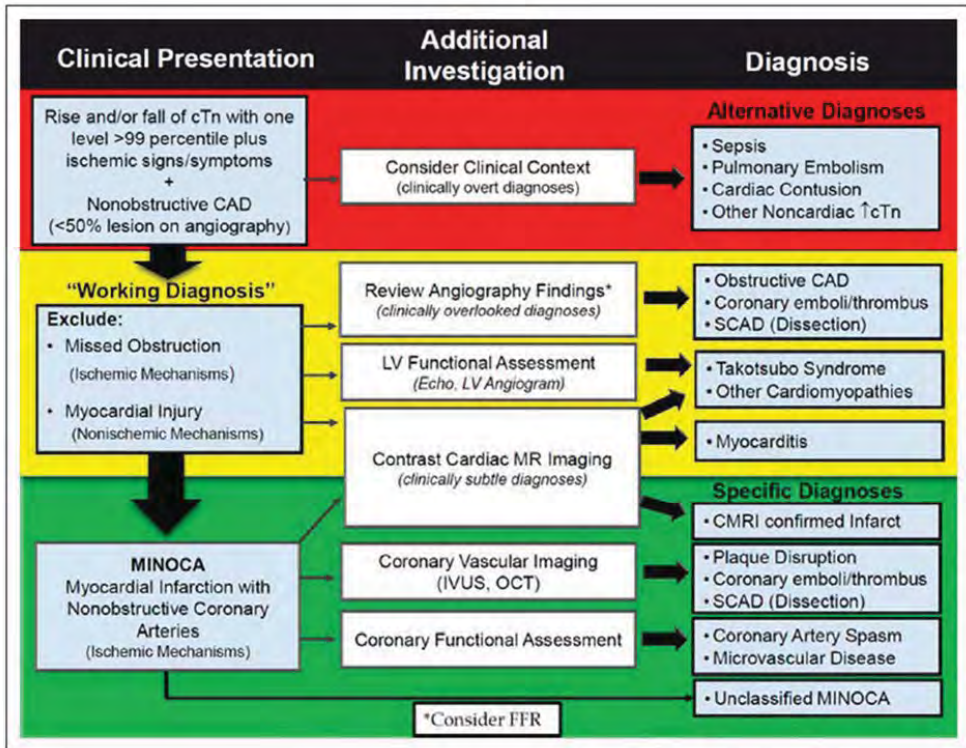 Clinical Presentation
Additional
Investigation
Diagnosis
Rise and/or fall of cTn with one
level >99 percentile plus
ischemic signs/symptoms
+
Nonobstructive CAD
(<50% lesion on angiography)
Consider Clinical Context
(clinically overt diagnoses)
Alternative Diagnoses
• Sepsis
• Pulmonary Embolism
• Cardiac Contusion
• Other Noncardiac ↑cTn
"Working Diagnosis"
Exclude:
• Missed Obstruction
(Ischemic Mechanisms)
• Myocardial Injury
(Nonischemic Mechanisms)
Review Angiography Findings*
(clinically overlooked diagnoses)
• Obstructive CAD
• Coronary emboli/thrombus
• SCAD (Dissection)
LV Functional Assessment
(Echo, LV Angiogram)
• Takotsubo Syndrome
• Other Cardiomyopathies
Contrast Cardiac MR Imaging
(clinically subtle diagnoses)
• Myocarditis
Specific Diagnoses
• CMRI confirmed Infarct
MINOCA
Myocardial Infarction with
Nonobstructive Coronary
Arteries
(Ischemic Mechanisms)
Coronary Vascular Imaging
(IVUS, OCT)
• Plaque Disruption
• Coronary emboli/thrombus
• SCAD (Dissection)
Coronary Functional Assessment
• Coronary Artery Spasm
• Microvascular Disease
• Unclassified MINOCA
*Consider FFR